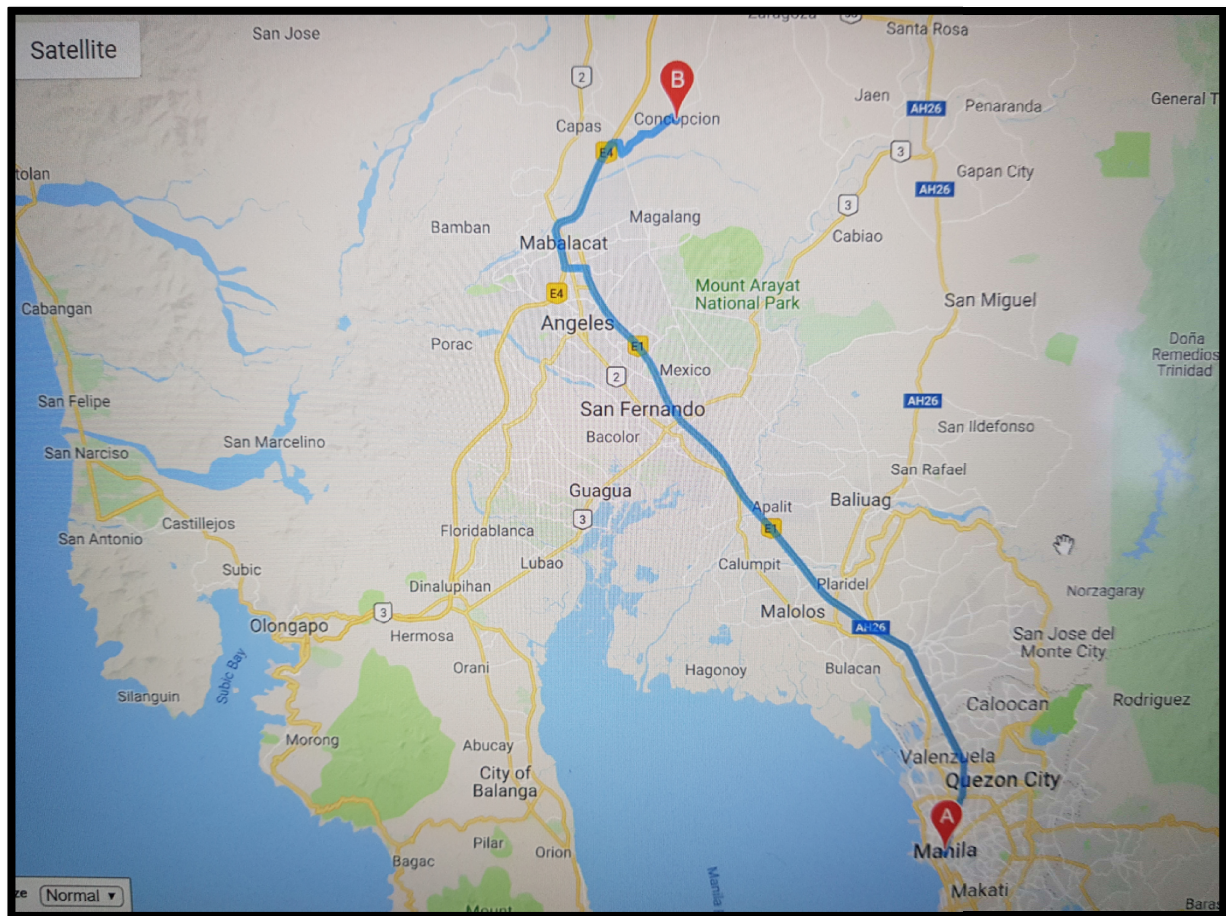 Satellite
San Jose
Santa Rosa
2
B
Jaen
AH26
Penaranda
General T
Capas
Concepcion
E4
3
tolan
AH26
Gapan City
3
Bamban
Magalang
Cabiao
Mabalacat
Mount Arayat
National Park
E4
San Miguel
Cabangan
Angeles
E1
Porac
Mexico
Doña
Remedios
Trinidad
2
San Felipe
San Fernando
AH26
Bacolor
San Ildefonso
San Marcelino
San Narciso
San Rafael
Guagua
Baliuag
Apalit
3
Castillejos
E1
Floridablanca
San Antonio
Lubao
Calumpit
Subic
Plaridel
Dinalupihan
Norzagaray
3
Malolos
Olongapo
AH26
Hermosa
San Jose del
Monte City
Orani
Hagonoy
Bulacan
Subic Bay
Silanguin
Caloocan
Rodriguez
Morong
Abucay
Valenzuela
City of
Balanga
Quezon City
A
Pilar
Manila
Orion
Bagac
Makati
ze
Normal
Manila
Mount
Baras